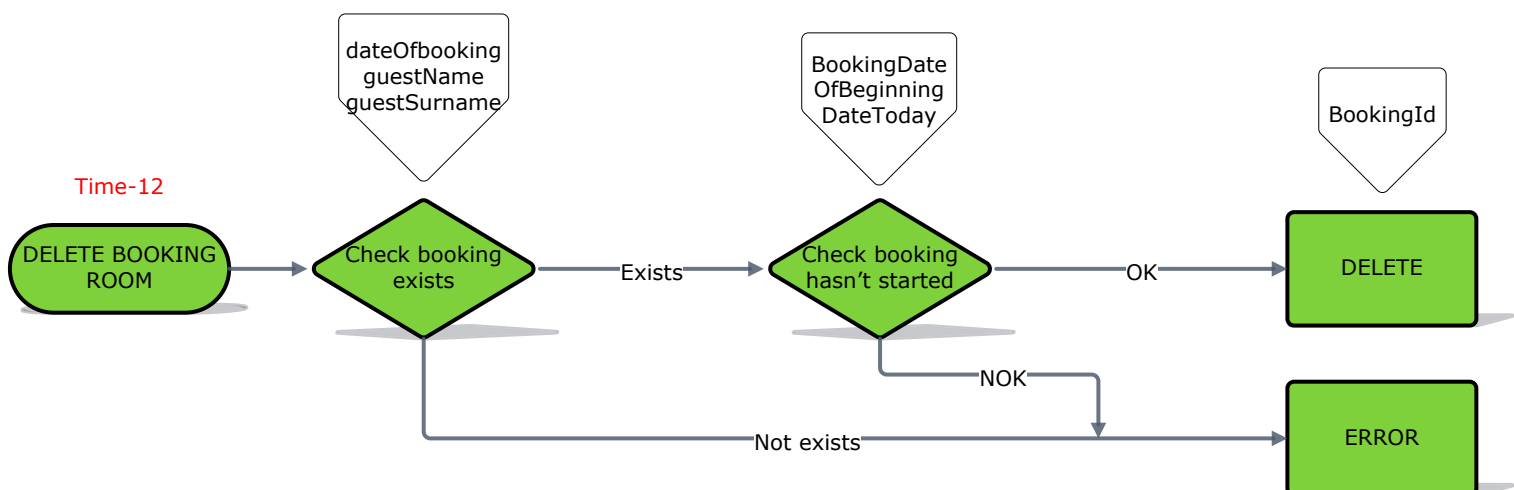 dateOfbooking
guestName
guestSurname
BookingDate
OfBeginning
DateToday
BookingId
Time-12
DELETE BOOKING
ROOM
Check booking
exists
Exists
Check booking
hasn’t started
OK
DELETE
NOK
Not exists
ERROR